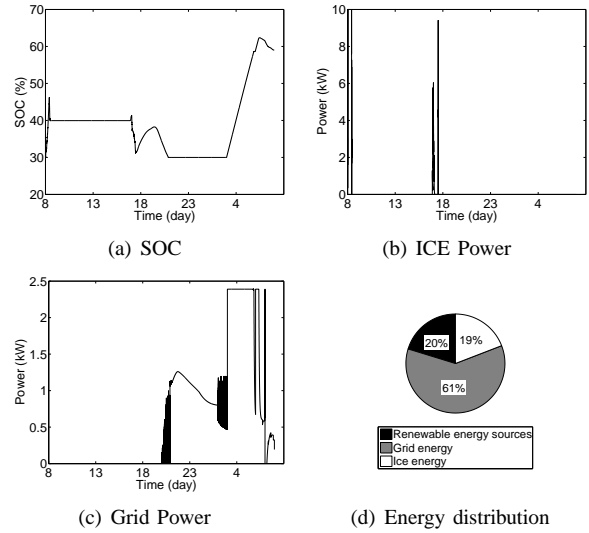 70
60
50
40
30
20
SOC (%)
8 13 18 23 4
Time (day)
(a) SOC
10
8
6
4
2
0
Power (kW)
8 13 18 23 4
Time (day)
(b) ICE Power
2.5
2
1.5
1
0.5
0
Power (kW)
8 13 18 23 4
Time (day)
(c) Grid Power
20%
19%
61%
Renewable energy sources
Grid energy
Ice energy
(d) Energy distribution